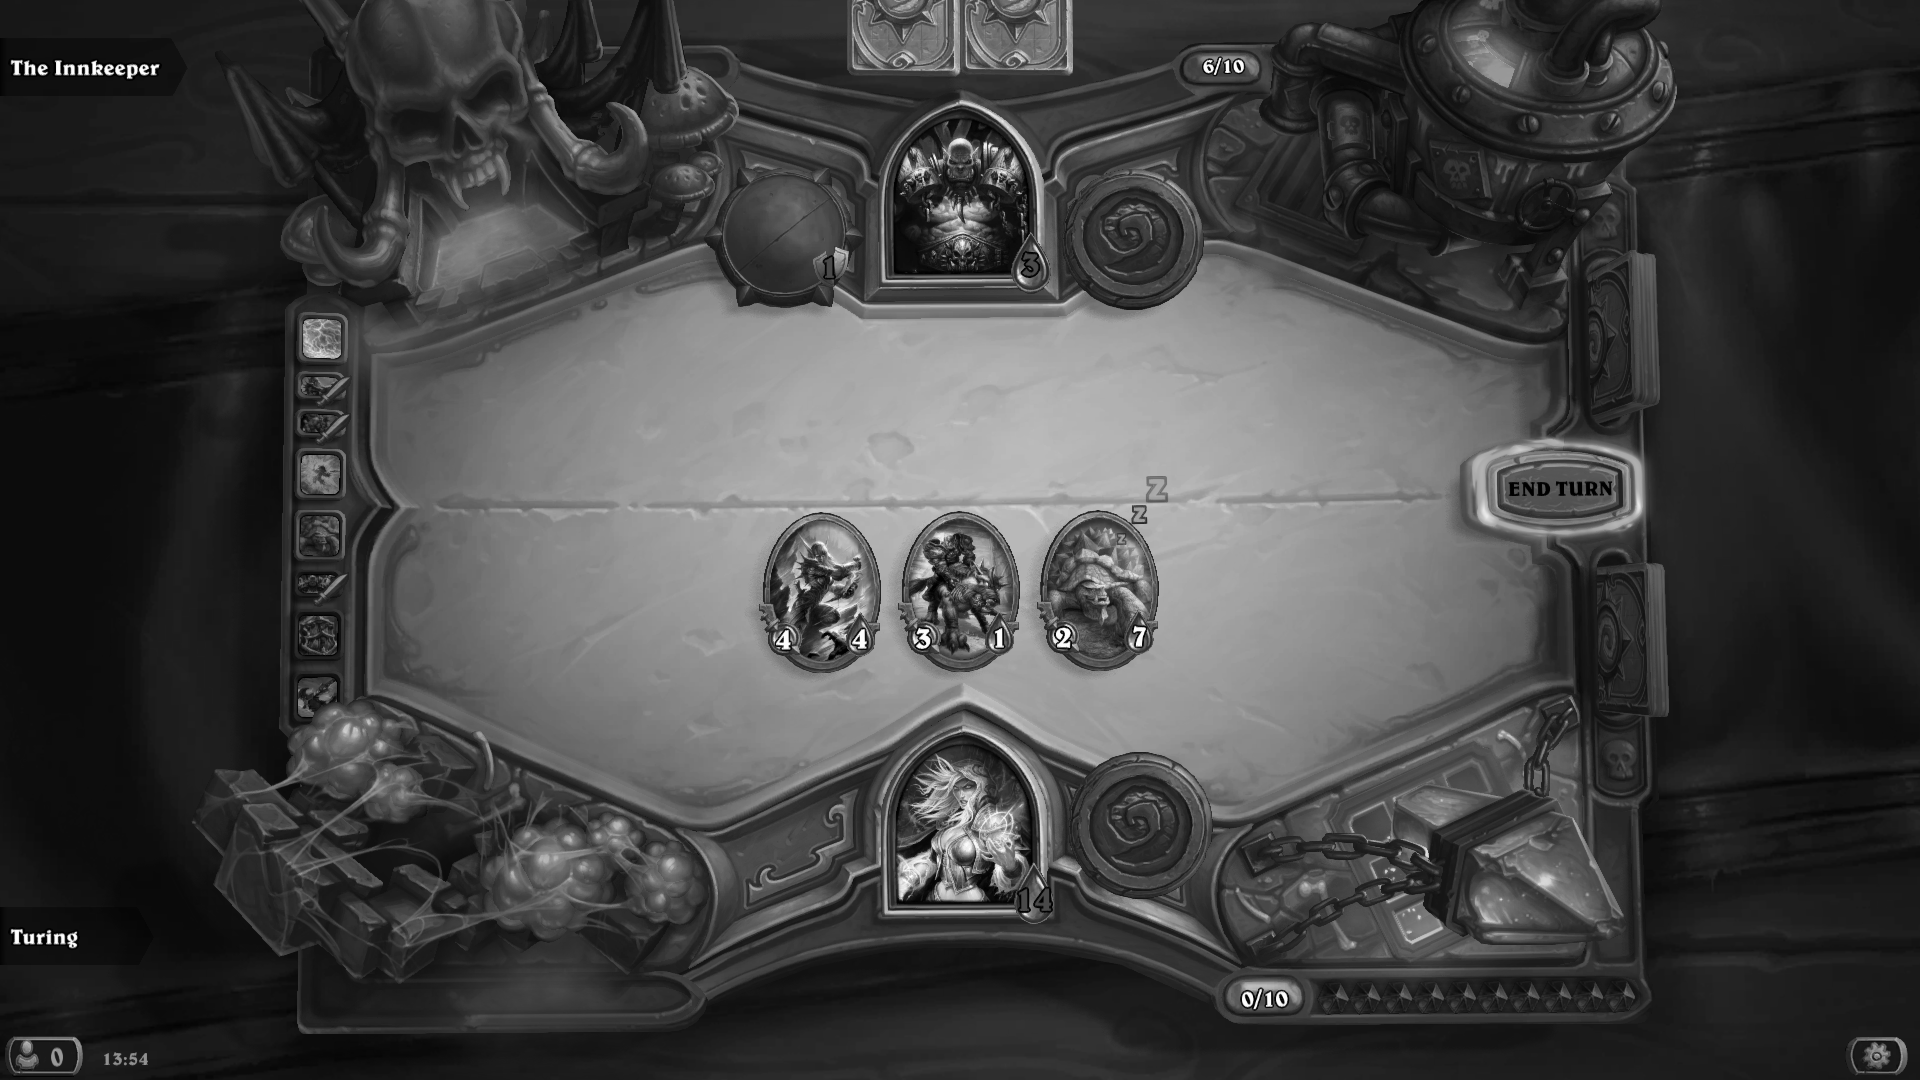 The Innkeeper
6/10
1
3
Z
Z
Z
END TURN
4 4 3 1 2 7
14
Turing
0/10
0
13:54